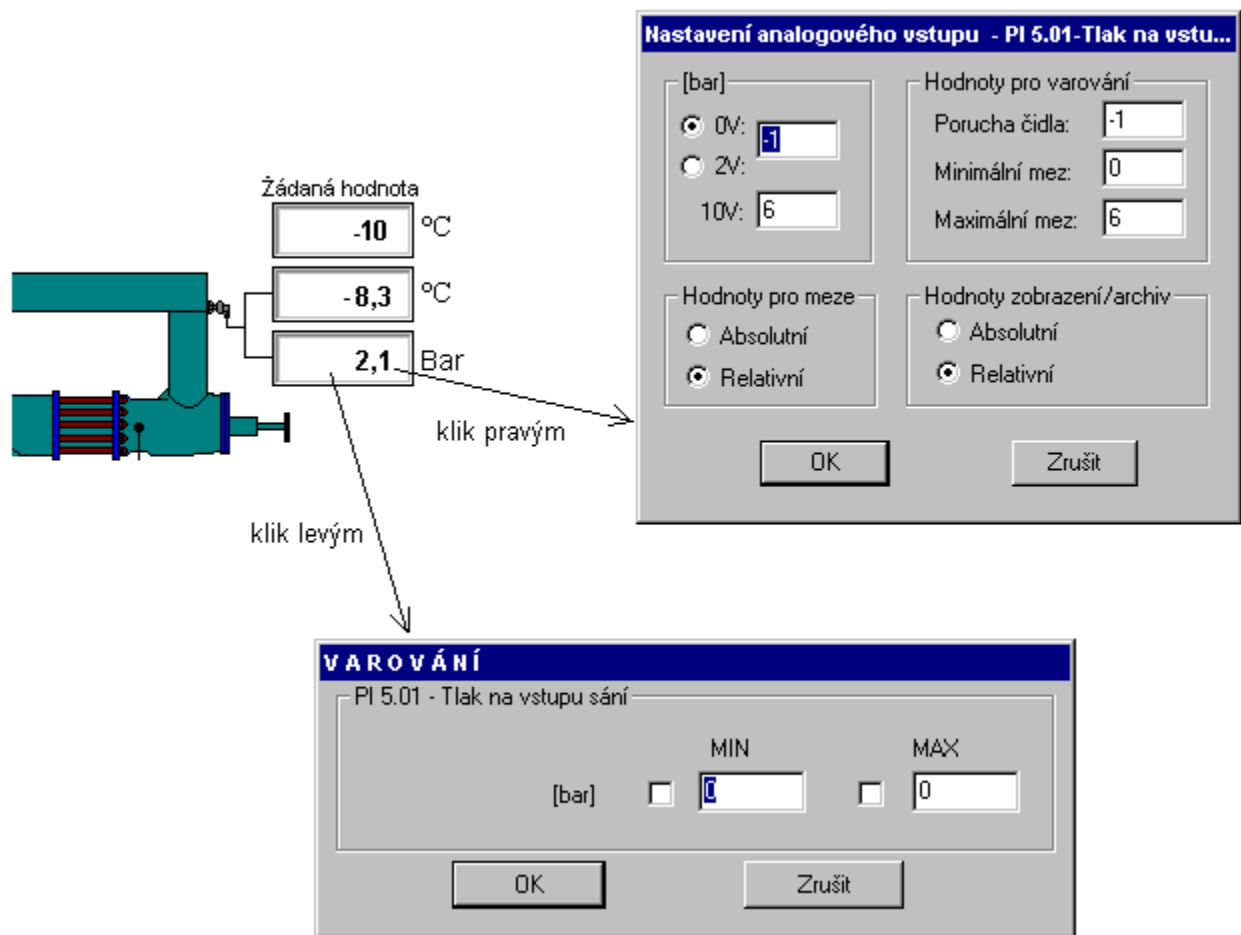 Nastavení analogového vstupu - PI 5.01-Tlak na vstu...
[bar]
0V: -1
2V:
10V: 6
Hodnoty pro varování
Porucha čidla: -1
Minimální mez: 0
Maximální mez: 6
Hodnoty pro meze
Absolutní
Relativní
Hodnoty zobrazení/archiv
Absolutní
Relativní
OK
Zrušit
Žádaná hodnota
-10 ºC
-8,3 ºC
2,1 Bar
klik pravým
klik levým
VAROVÁNÍ
PI 5.01 - Tlak na vstupu sání
MIN MAX
[bar] 0 0
OK Zrušit